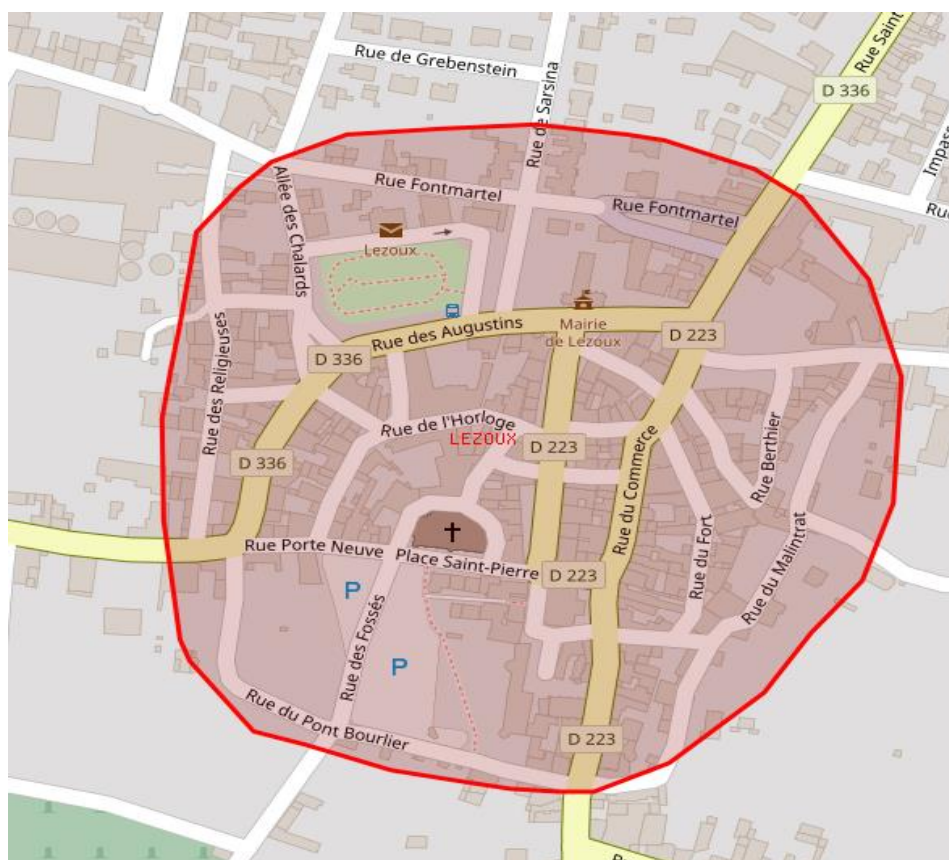 Rue de Grebenstein
Rue Saint
D 336
Rue de Sarsina
Impas
Allée des Chalards
Rue Fontmartel
Rue Fontmartel
Ru
Lezoux
Rue des Augustins
Mairie
de Lezoux
D 223
D 336
Rue des Religieuses
Rue de l'Horloge
LEZOUX
D 223
Rue du Commerce
Rue Berthier
D 336
Rue Porte Neuve
Place Saint-Pierre
D 223
Rue du Fort
Rue du Malintrat
P
Rue des Fossés
P
Rue du Pont Bourlier
D 223